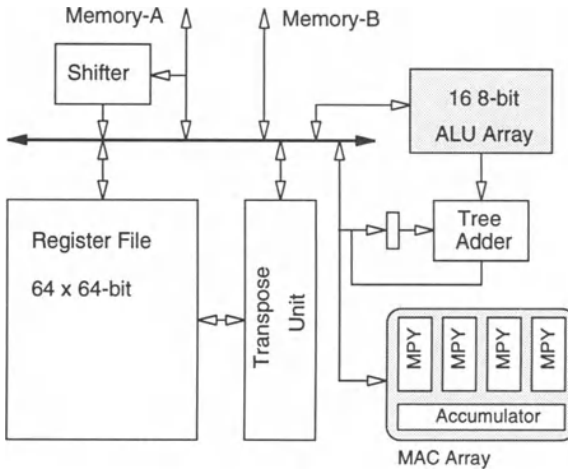 Memory-A
Memory-B
Shifter
16 8-bit
ALU Array
Register File
64 x 64-bit
Transpose
Unit
Tree
Adder
MPY
MPY
MPY
MPY
Accumulator
MAC Array